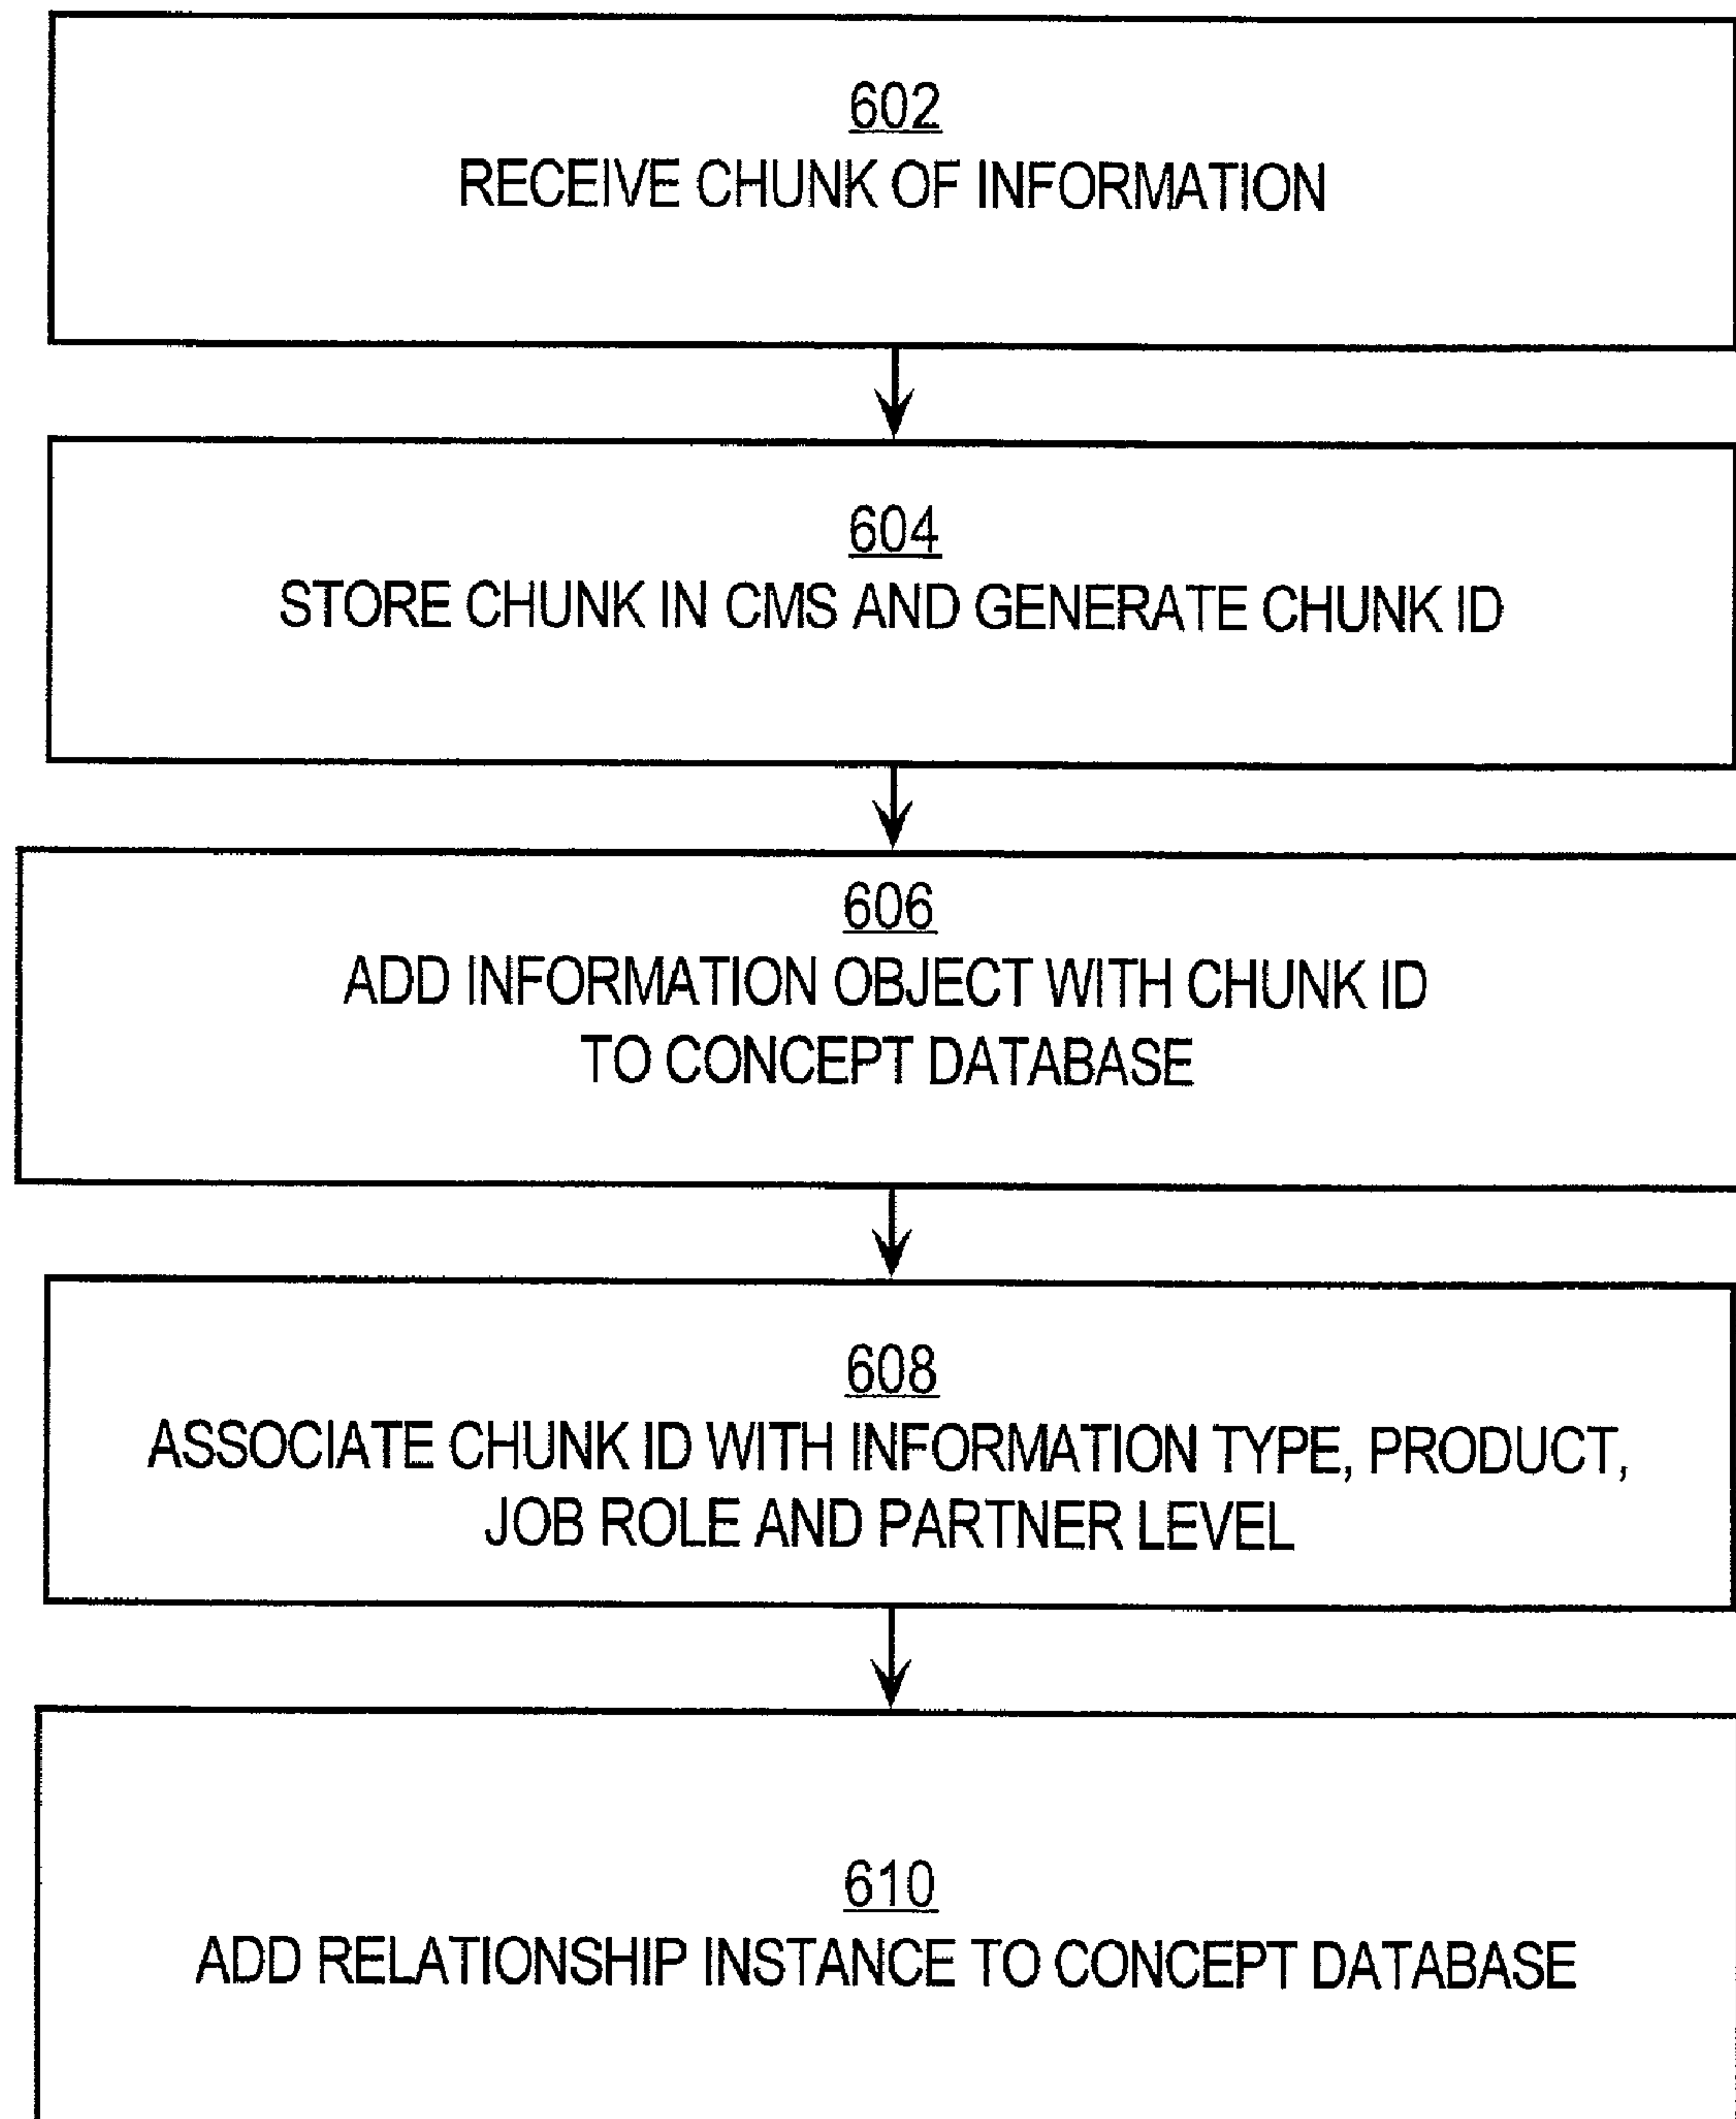 602
RECEIVE CHUNK OF INFORMATION
604
STORE CHUNK IN CMS AND GENERATE CHUNK ID
606
ADD INFORMATION OBJECT WITH CHUNK ID
TO CONCEPT DATABASE
608
ASSOCIATE CHUNK ID WITH INFORMATION TYPE, PRODUCT,
JOB ROLE AND PARTNER LEVEL
610
ADD RELATIONSHIP INSTANCE TO CONCEPT DATABASE